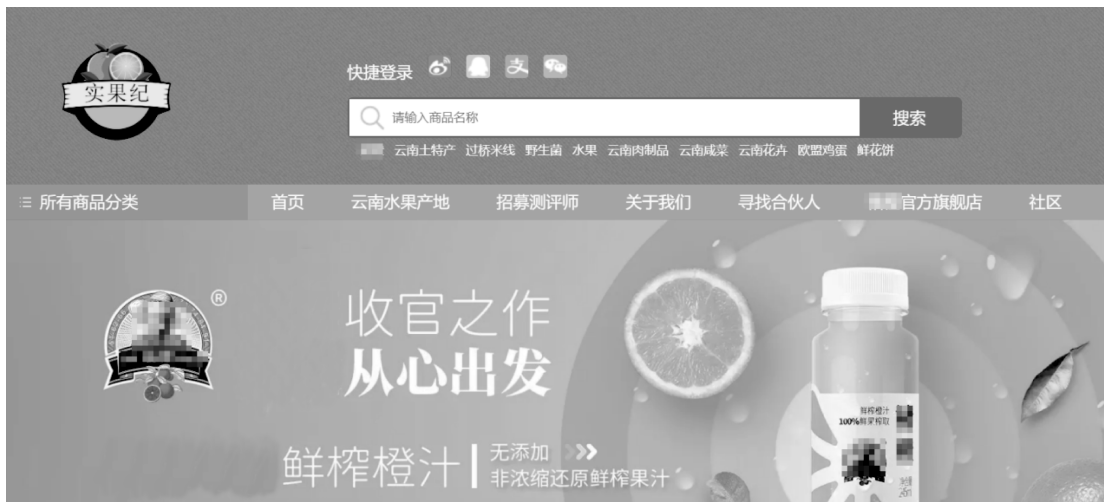 实果纪
快捷登录
请输入商品名称
搜索
云南土特产 过桥米线 野生菌 水果 云南肉制品 云南咸菜 云南花卉 欧盟鸡蛋 鲜花饼
所有商品分类 首页 云南水果产地 招募测评师 关于我们 寻找合伙人 官方旗舰店 社区
®
收官之作
从心出发
鲜榨橙汁
无添加
非浓缩还原鲜榨果汁
鲜榨橙汁
100%鲜果榨取